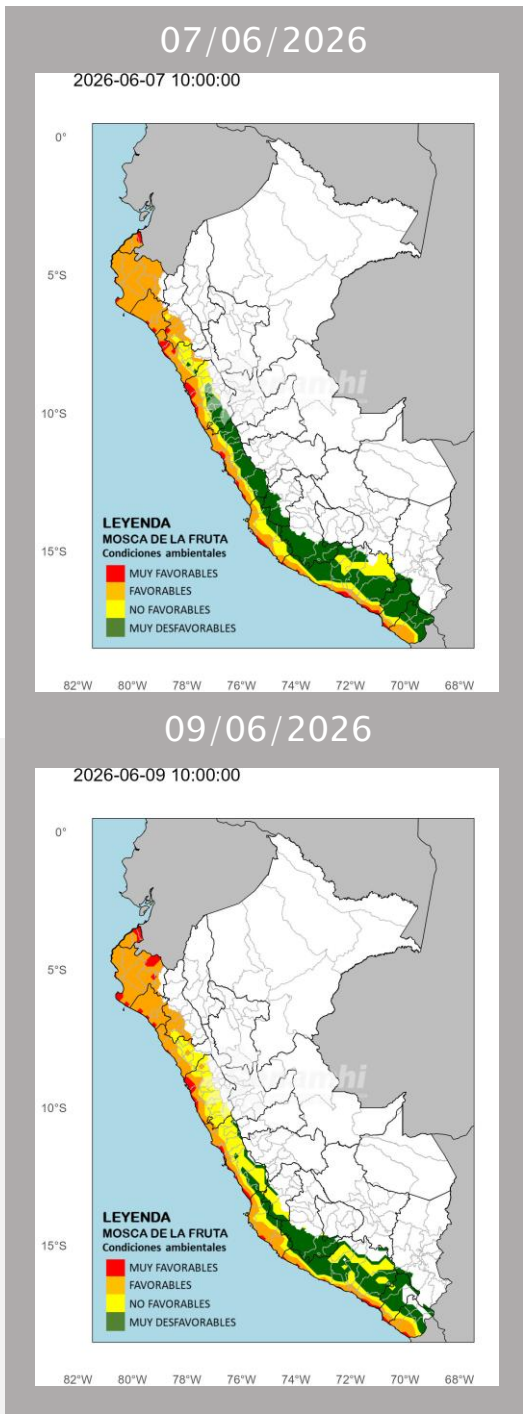 07/06/2026
2026-06-07 10:00:00
0°
5°S
10°S
15°S
LEYENDA
MOSCA DE LA FRUTA
Condiciones ambientales
MUY FAVORABLES
FAVORABLES
NO FAVORABLES
MUY DESFAVORABLES
82°W 80°W 78°W 76°W 74°W 72°W 70°W 68°W
09/06/2026
2026-06-09 10:00:00
0°
5°S
10°S
15°S
LEYENDA
MOSCA DE LA FRUTA
Condiciones ambientales
MUY FAVORABLES
FAVORABLES
NO FAVORABLES
MUY DESFAVORABLES
82°W 80°W 78°W 76°W 74°W 72°W 70°W 68°W